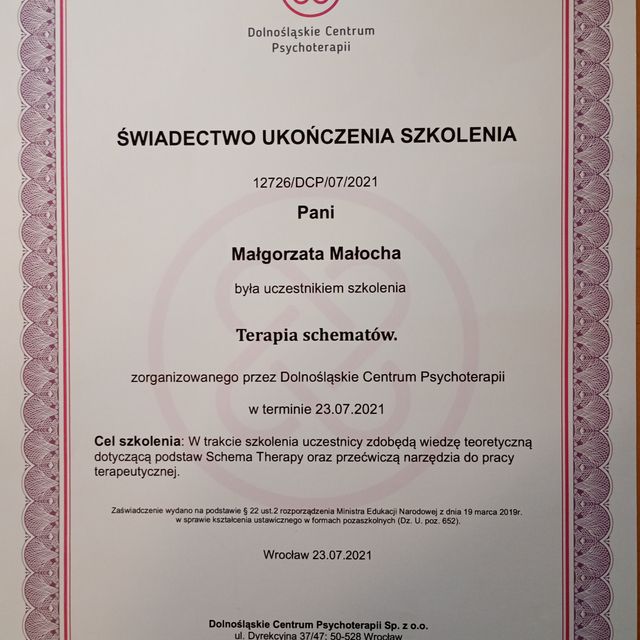 Dolnośląskie Centrum
Psychoterapii
ŚWIADECTWO UKOŃCZENIA SZKOLENIA
12726/DCP/07/2021
Pani
Małgorzata Małocha
była uczestnikiem szkolenia
Terapia schematów.
zorganizowanego przez Dolnośląskie Centrum Psychoterapii
w terminie 23.07.2021
Cel szkolenia: W trakcie szkolenia uczestnicy zdobędą wiedzę teoretyczną
dotyczącą podstaw Schema Therapy oraz przećwiczą narzędzia do pracy
terapeutycznej.
Zaświadczenie wydano na podstawie § 22 ust.2 rozporządzenia Ministra Edukacji Narodowej z dnia 19 marca 2019r.
w sprawie kształcenia ustawicznego w formach pozaszkolnych (Dz. U. poz. 652).
Wrocław 23.07.2021
Dolnośląskie Centrum Psychoterapii Sp. z o.o.
ul. Dyrekcyjna 37/47; 50-528 Wrocław